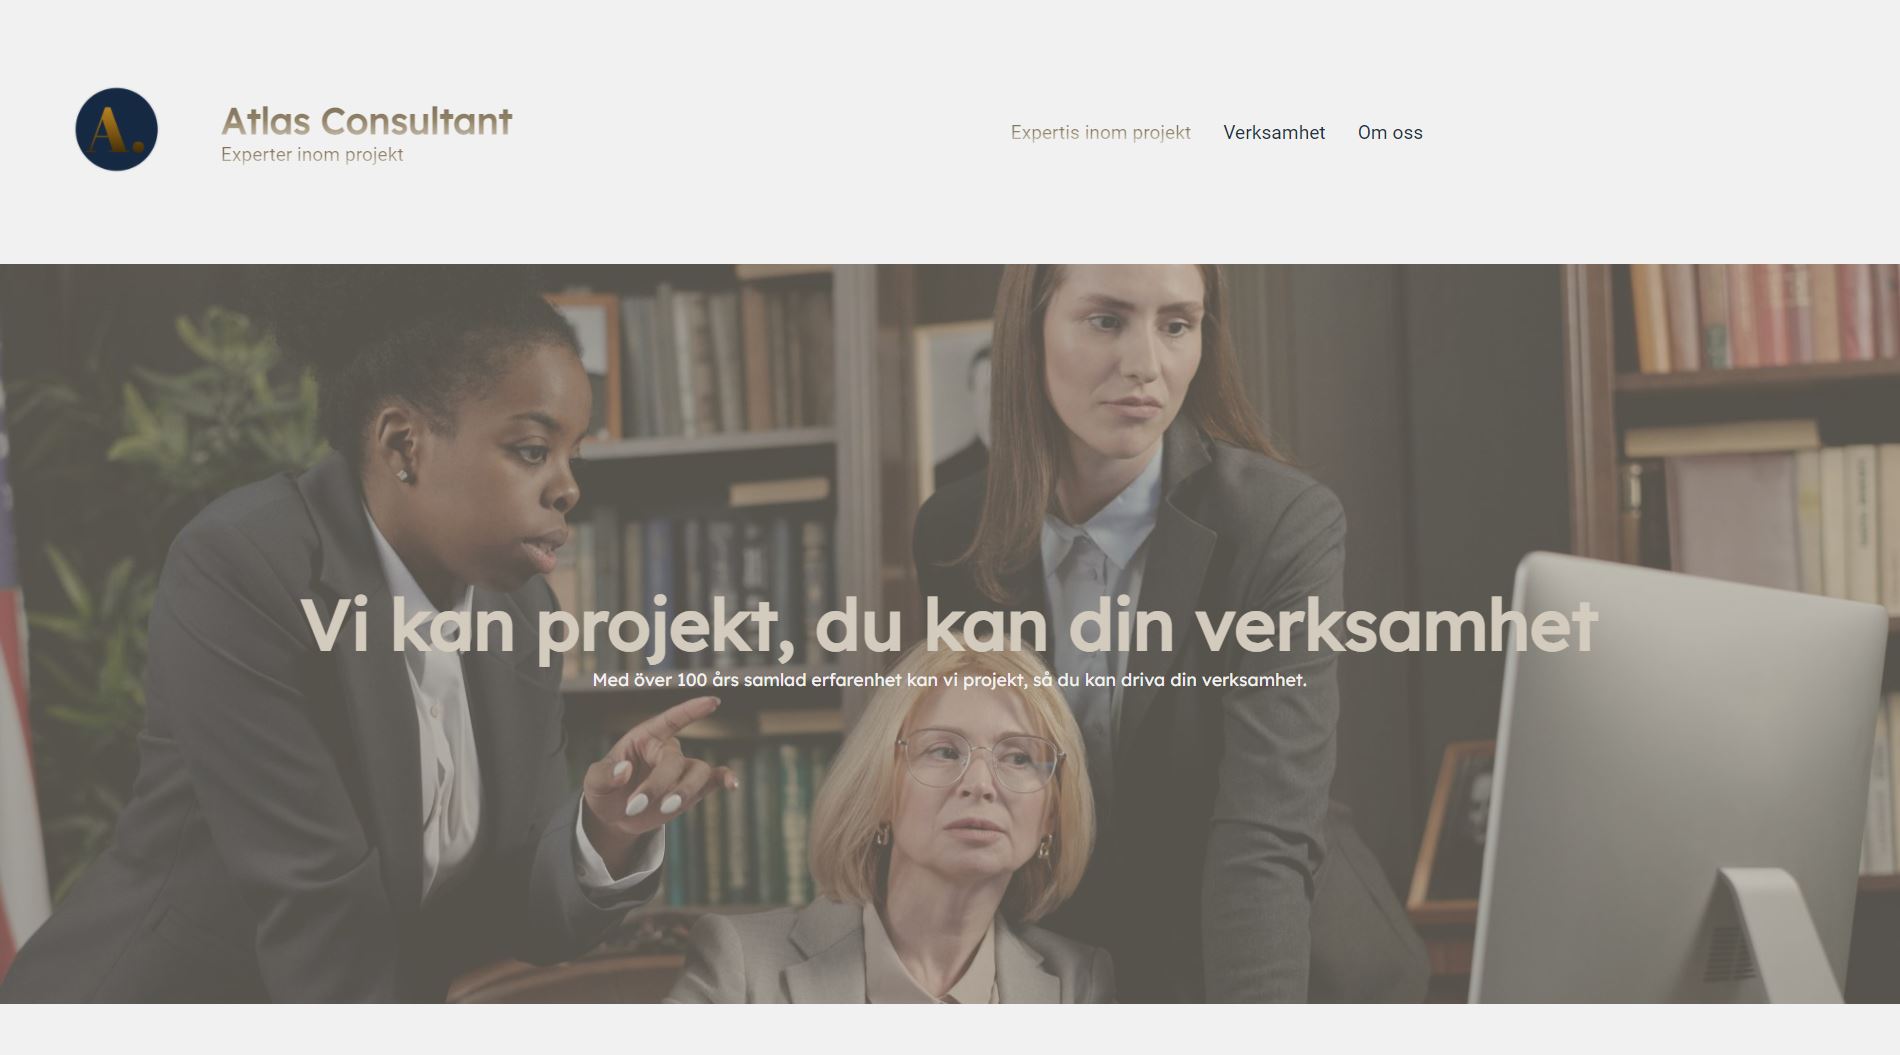 A.
Atlas Consultant
Experter inom projekt
Expertis inom projekt
Verksamhet
Om oss
Vi kan projekt, du kan din verksamhet
Med över 100 års samlad erfarenhet kan vi projekt, så du kan driva din verksamhet.